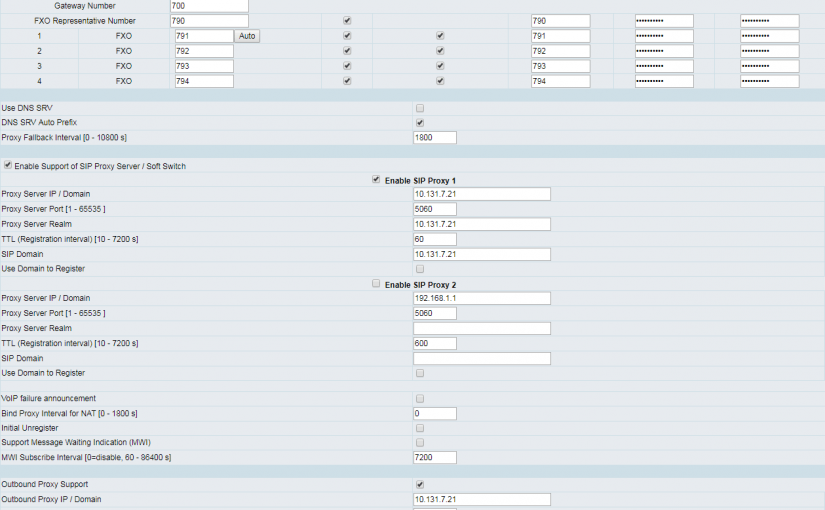 Gateway Number 700
FXO Representative Number 790 790 •••••••••• ••••••••••
1 FXO 791 Auto 791 •••••••••• ••••••••••
2 FXO 792 792 •••••••••• ••••••••••
3 FXO 793 793 •••••••••• ••••••••••
4 FXO 794 794 •••••••••• ••••••••••
Use DNS SRV
DNS SRV Auto Prefix
Proxy Fallback Interval [0 - 10800 s] 1800
Enable Support of SIP Proxy Server / Soft Switch
Enable SIP Proxy 1
Proxy Server IP / Domain 10.131.7.21
Proxy Server Port [1 - 65535 ] 5060
Proxy Server Realm 10.131.7.21
TTL (Registration interval) [10 - 7200 s] 60
SIP Domain 10.131.7.21
Use Domain to Register
Enable SIP Proxy 2
Proxy Server IP / Domain 192.168.1.1
Proxy Server Port [1 - 65535 ] 5060
Proxy Server Realm
TTL (Registration interval) [10 - 7200 s] 600
SIP Domain
Use Domain to Register
VoIP failure announcement
Bind Proxy Interval for NAT [0 - 1800 s] 0
Initial Unregister
Support Message Waiting Indication (MWI)
MWI Subscribe Interval [0=disable, 60 - 86400 s] 7200
Outbound Proxy Support
Outbound Proxy IP / Domain 10.131.7.21